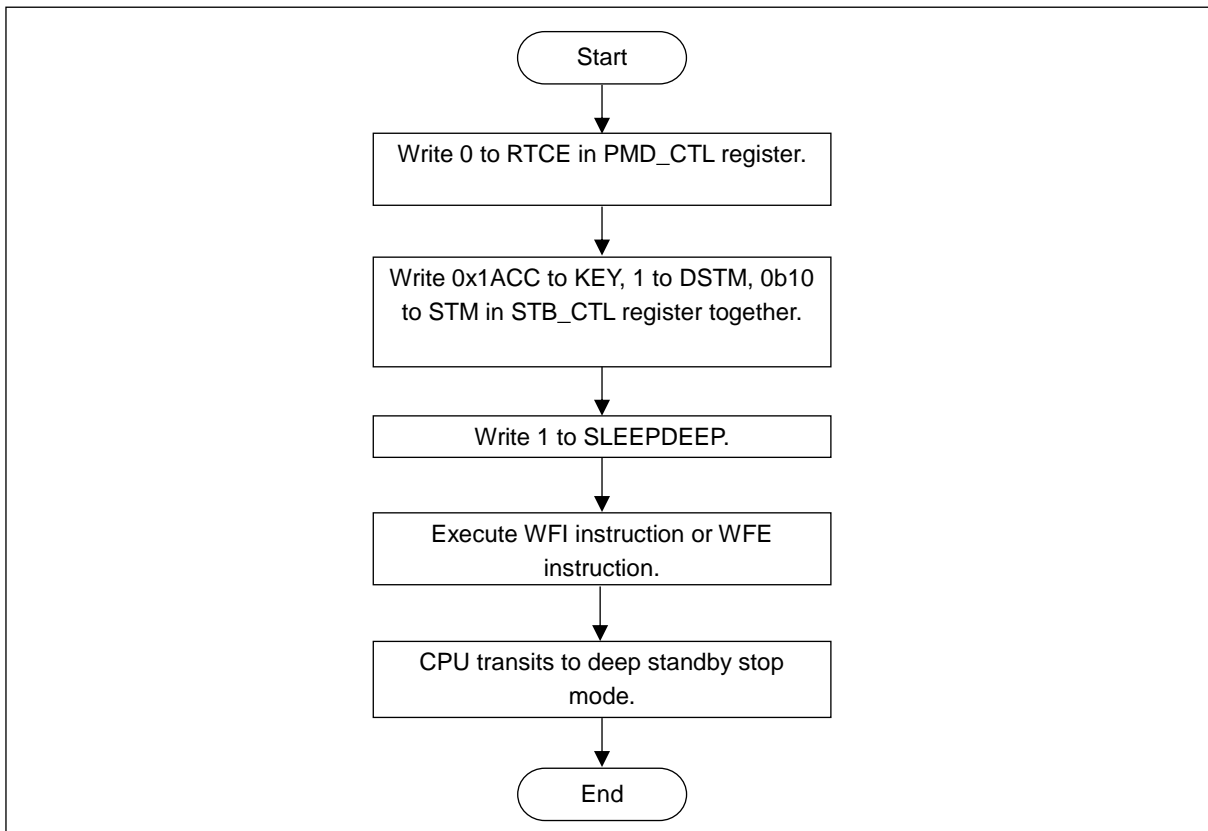 Start
Write 0 to RTCE in PMD_CTL register.
Write 0x1ACC to KEY, 1 to DSTM, 0b10
to STM in STB_CTL register together.
Write 1 to SLEEPDEEP.
Execute WFI instruction or WFE
instruction.
CPU transits to deep standby stop
mode.
End